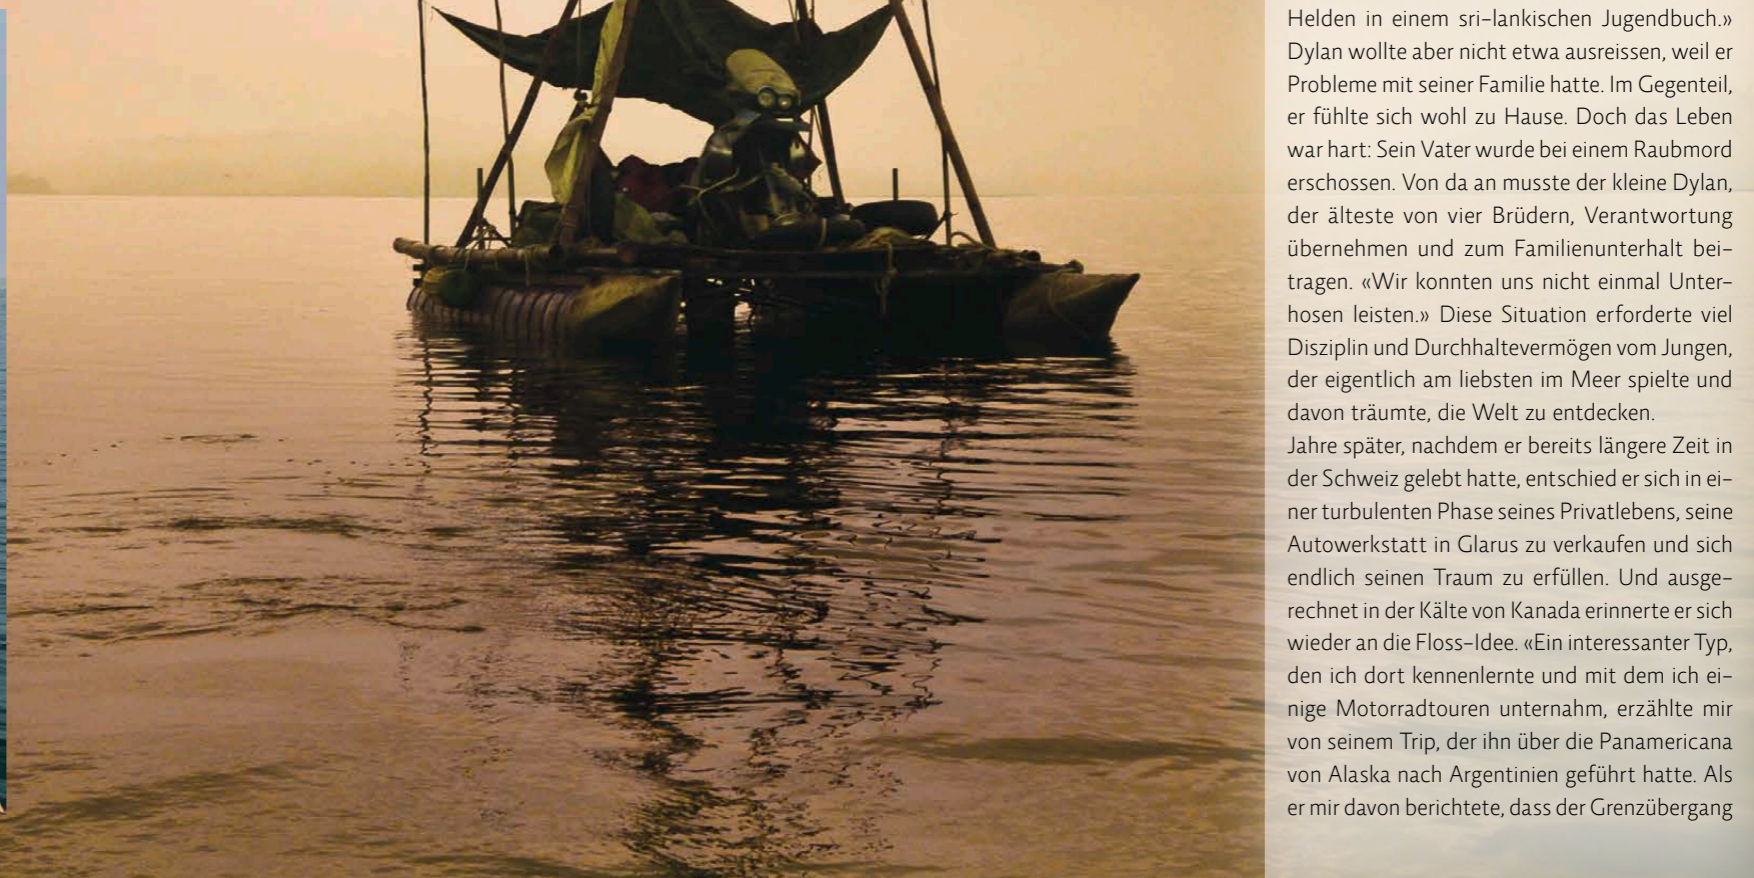 Helden in einem sri-lankischen Jugendbuch.»
Dylan wollte aber nicht etwa ausreissen, weil er
Probleme mit seiner Familie hatte. Im Gegenteil,
er fühlte sich wohl zu Hause. Doch das Leben
war hart: Sein Vater wurde bei einem Raubmord
erschossen. Von da an musste der kleine Dylan,
der älteste von vier Brüdern, Verantwortung
übernehmen und zum Familienunterhalt bei-
tragen. «Wir konnten uns nicht einmal Unter-
hosen leisten.» Diese Situation erforderte viel
Disziplin und Durchhaltevermögen vom Jungen,
der eigentlich am liebsten im Meer spielte und
davon träumte, die Welt zu entdecken.
Jahre später, nachdem er bereits längere Zeit in
der Schweiz gelebt hatte, entschied er sich in ei-
ner turbulenten Phase seines Privatlebens, seine
Autowerkstatt in Glarus zu verkaufen und sich
endlich seinen Traum zu erfüllen. Und ausge-
rechnet in der Kälte von Kanada erinnerte er sich
wieder an die Floss-Idee. «Ein interessanter Typ,
den ich dort kennenlernte und mit dem ich ei-
nige Motorradtouren unternahm, erzählte mir
von seinem Trip, der ihn über die Panamericana
von Alaska nach Argentinien geführt hatte. Als
er mir davon berichtete, dass der Grenzübergang